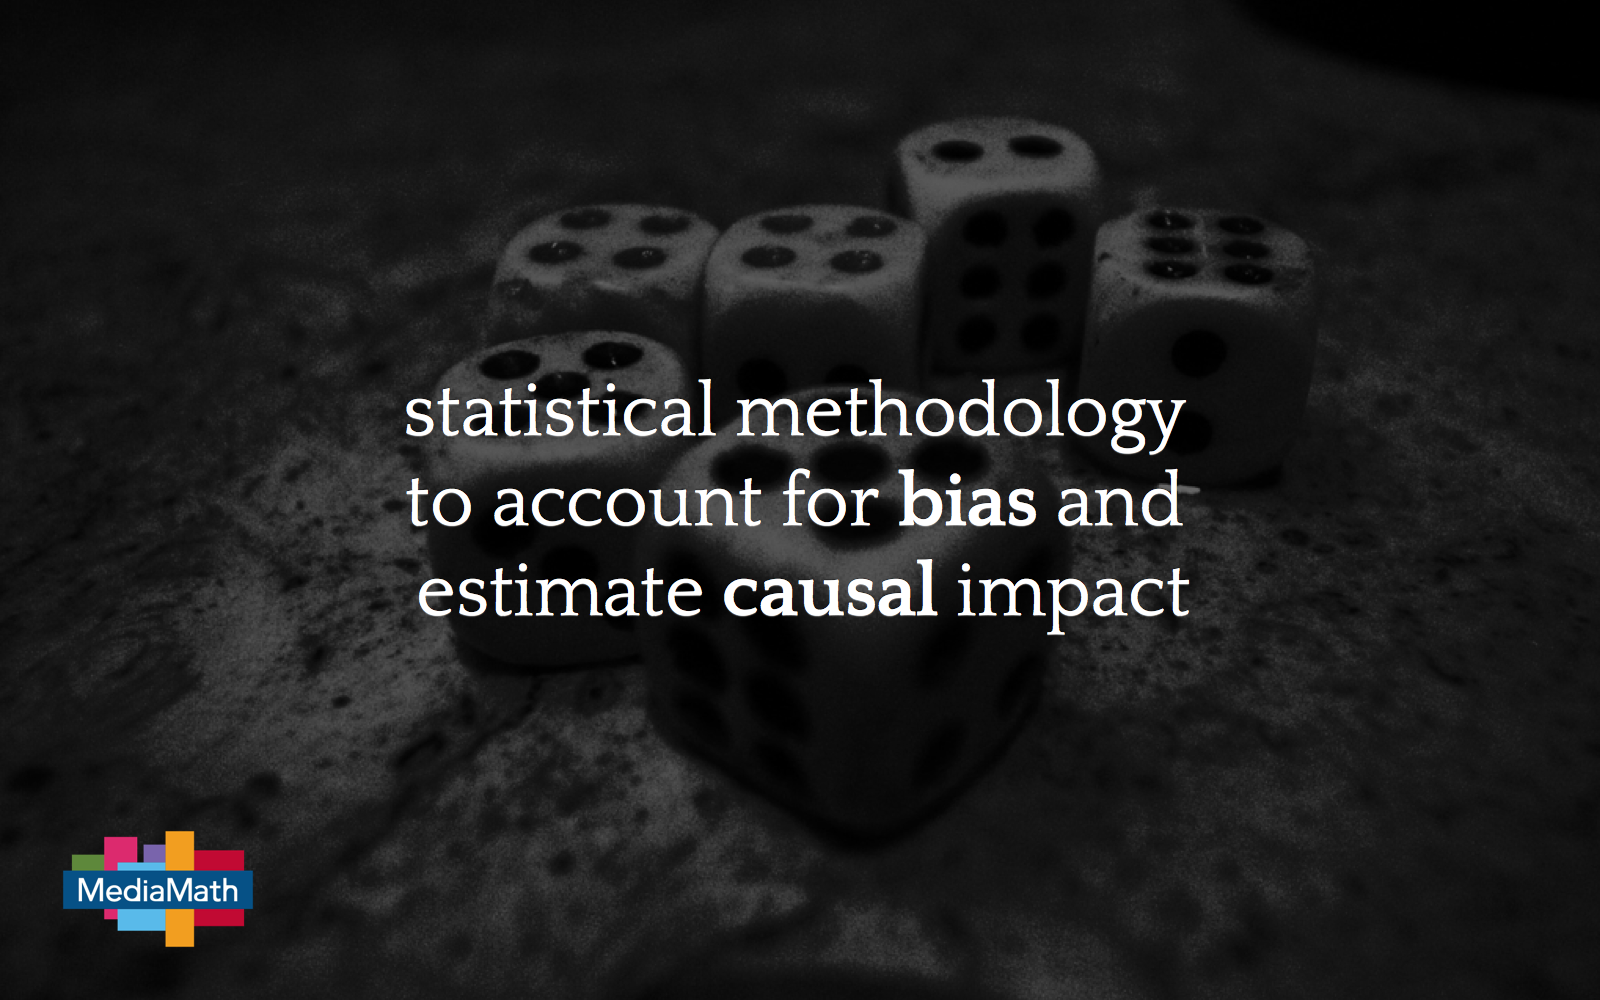 statistical methodology
to account for bias and
estimate causal impact
MediaMath